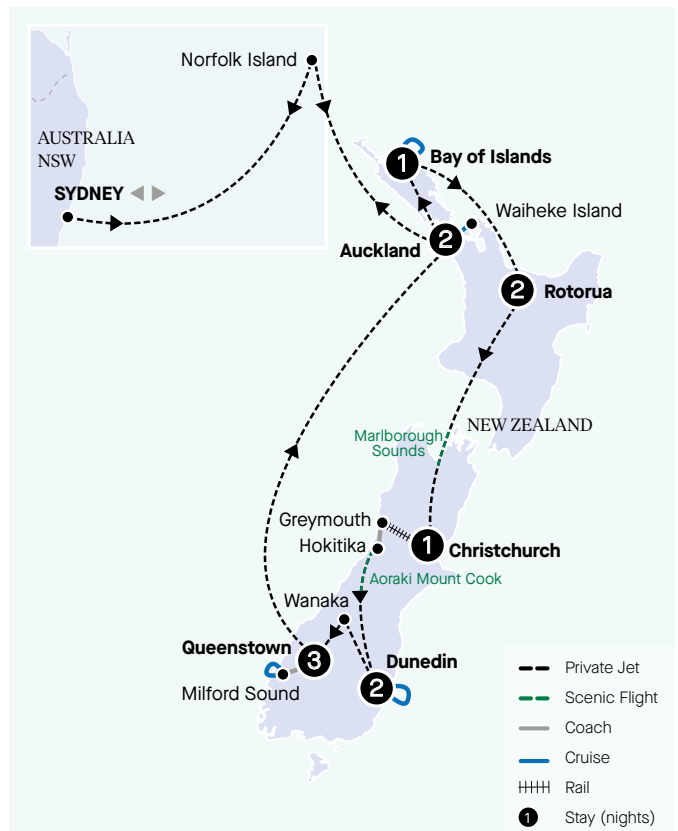 Norfolk Island
AUSTRALIA
NSW
SYDNEY
1
Bay of Islands
Waiheke Island
2
Auckland
2
Rotorua
NEW ZEALAND
Marlborough
Sounds
Greymouth
Hokitika
1
Christchurch
Aoraki Mount Cook
Wanaka
Queenstown
3
Dunedin
2
Milford Sound
Private Jet
Scenic Flight
Coach
Cruise
Rail
1 Stay (nights)